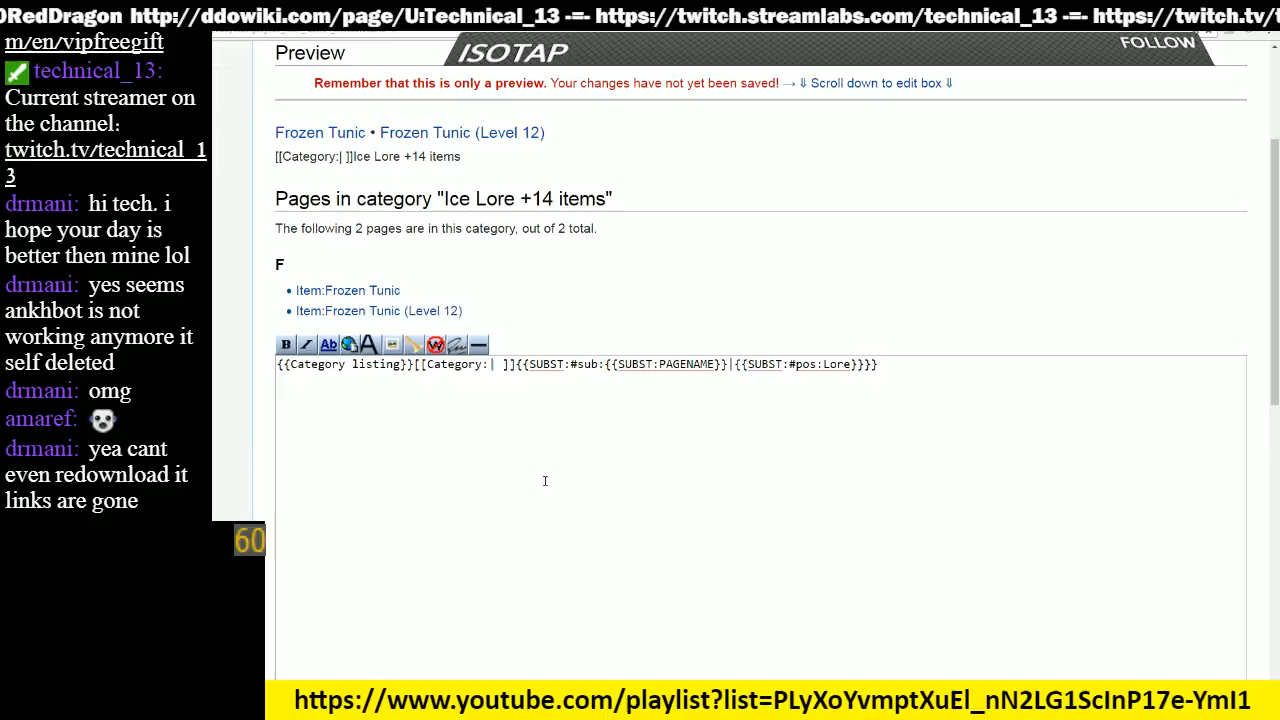 ORedDragon http://ddowiki.com/page/U:Technical_13 -=- https://twitch.streamlabs.com/technical_13 -=- https://twitch.tv/t
m/en/vipfreegift
technical_13:
Current streamer on
the channel:
twitch.tv/technical_1
3
drmani: hi tech. i
hope your day is
better then mine lol
drmani: yes seems
ankhbot is not
working anymore it
self deleted
drmani: omg
amaref:
drmani: yea cant
even redownload it
links are gone
60
ISOTAP
FOLLOW
Preview
Remember that this is only a preview. Your changes have not yet been saved! → ⇓ Scroll down to edit box ⇓
Frozen Tunic • Frozen Tunic (Level 12)
[[Category:| ]]Ice Lore +14 items
Pages in category "Ice Lore +14 items"
The following 2 pages are in this category, out of 2 total.
F
• Item:Frozen Tunic
• Item:Frozen Tunic (Level 12)
B I Ab A W
{{Category listing}}[[Category:| ]]{{SUBST:#sub:{{SUBST:PAGENAME}}|{{SUBST:#pos:Lore}}}}
https://www.youtube.com/playlist?list=PLyXoYvmptXuEl_nN2LG1ScInP17e-YmI1